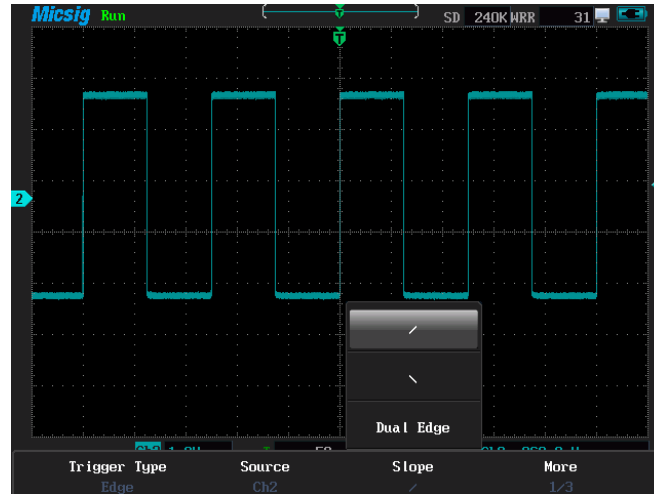 Micsig Run T SD 240K WRR 31
T
2
Dual Edge
Trigger Type Source Slope More
Edge Ch2 1/3